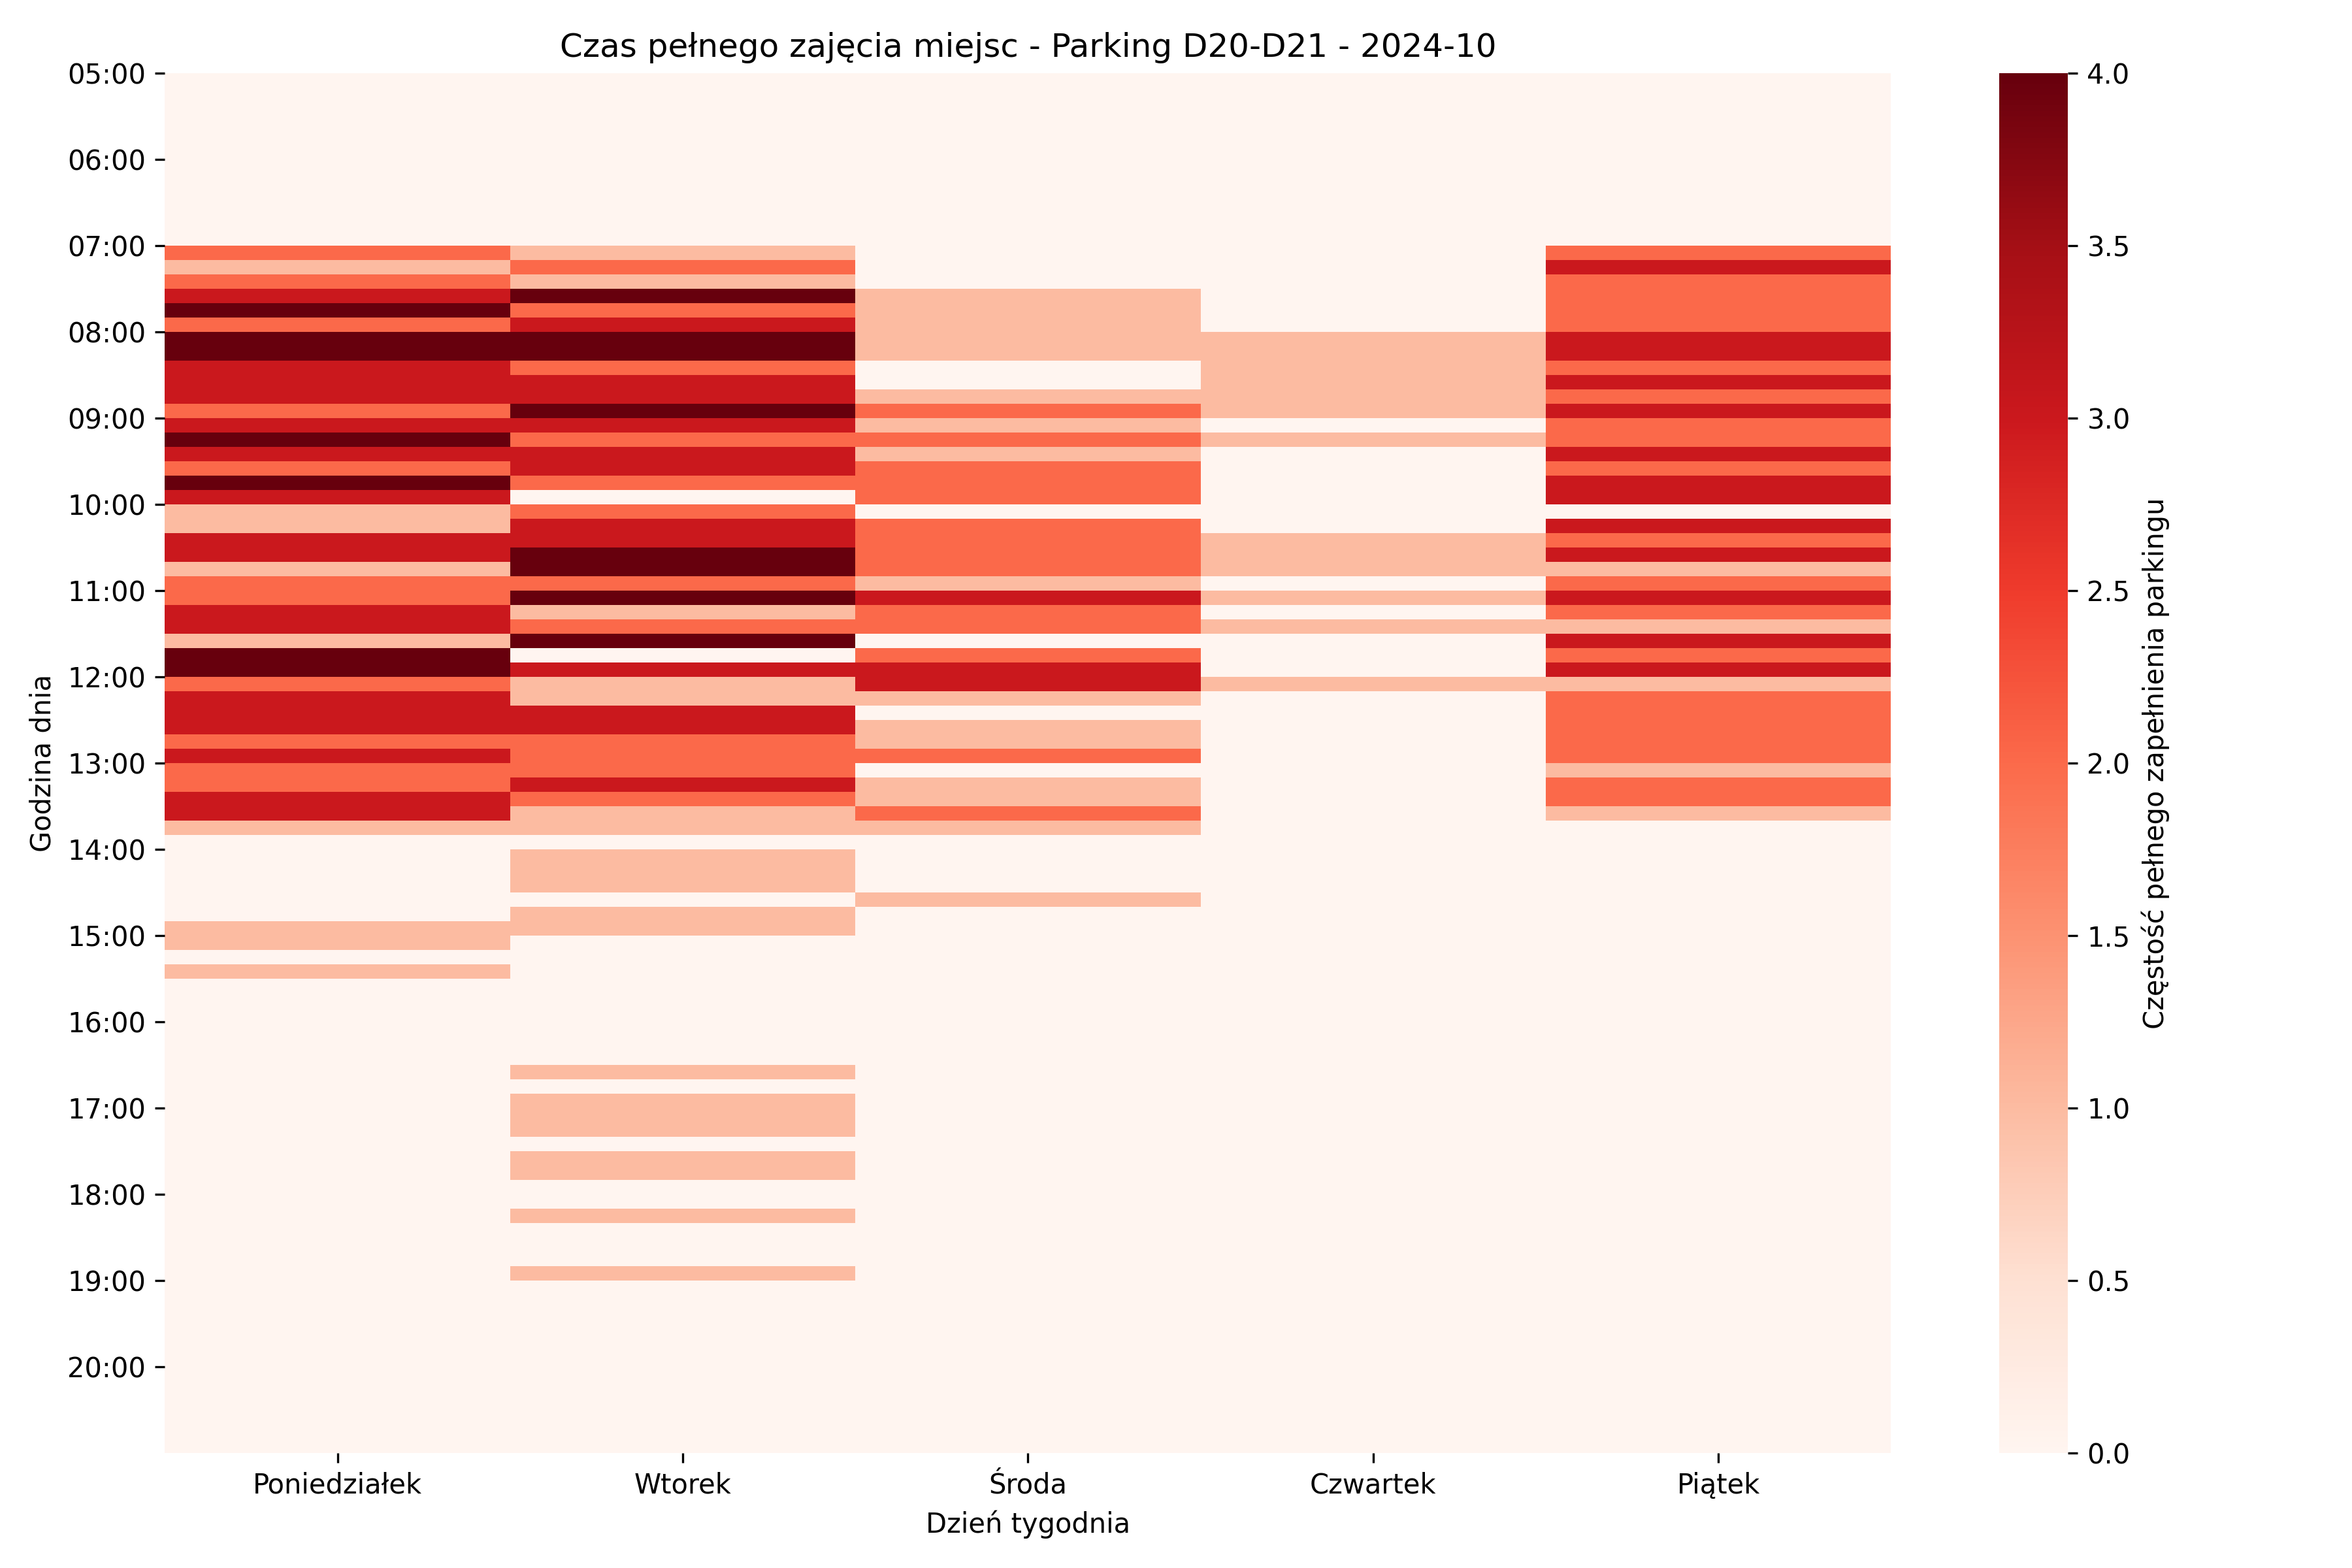 Czas pełnego zajęcia miejsc - Parking D20-D21 - 2024-10
05:00
06:00
07:00
08:00
09:00
10:00
11:00
12:00
13:00
14:00
15:00
16:00
17:00
18:00
19:00
20:00
Godzina dnia
Poniedziałek
Wtorek
Środa
Czwartek
Piątek
Dzień tygodnia
4.0
3.5
3.0
2.5
2.0
1.5
1.0
0.5
0.0
Częstość pełnego zapełnienia parkingu